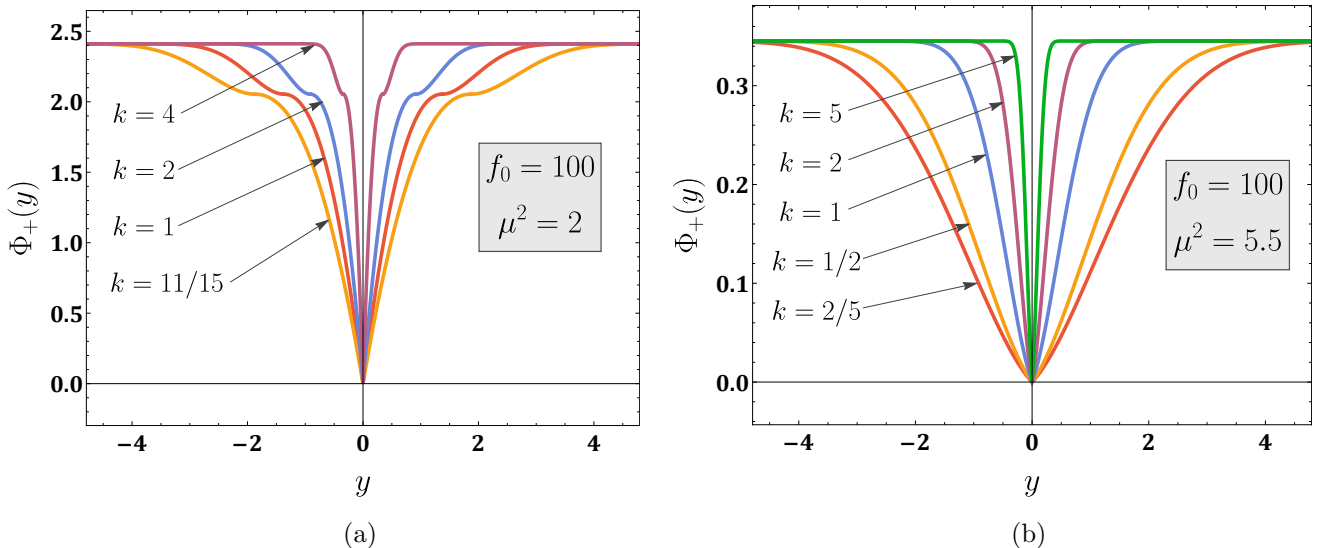 2.5
2.0
1.5
1.0
0.5
0.0
Φ₊(y)
k = 4
k = 2
k = 1
k = 11/15
f₀ = 100
μ² = 2
−4 −2 0 2 4
y
(a)
0.3
0.2
0.1
0.0
Φ₊(y)
k = 5
k = 2
k = 1
k = 1/2
k = 2/5
f₀ = 100
μ² = 5.5
−4 −2 0 2 4
y
(b)